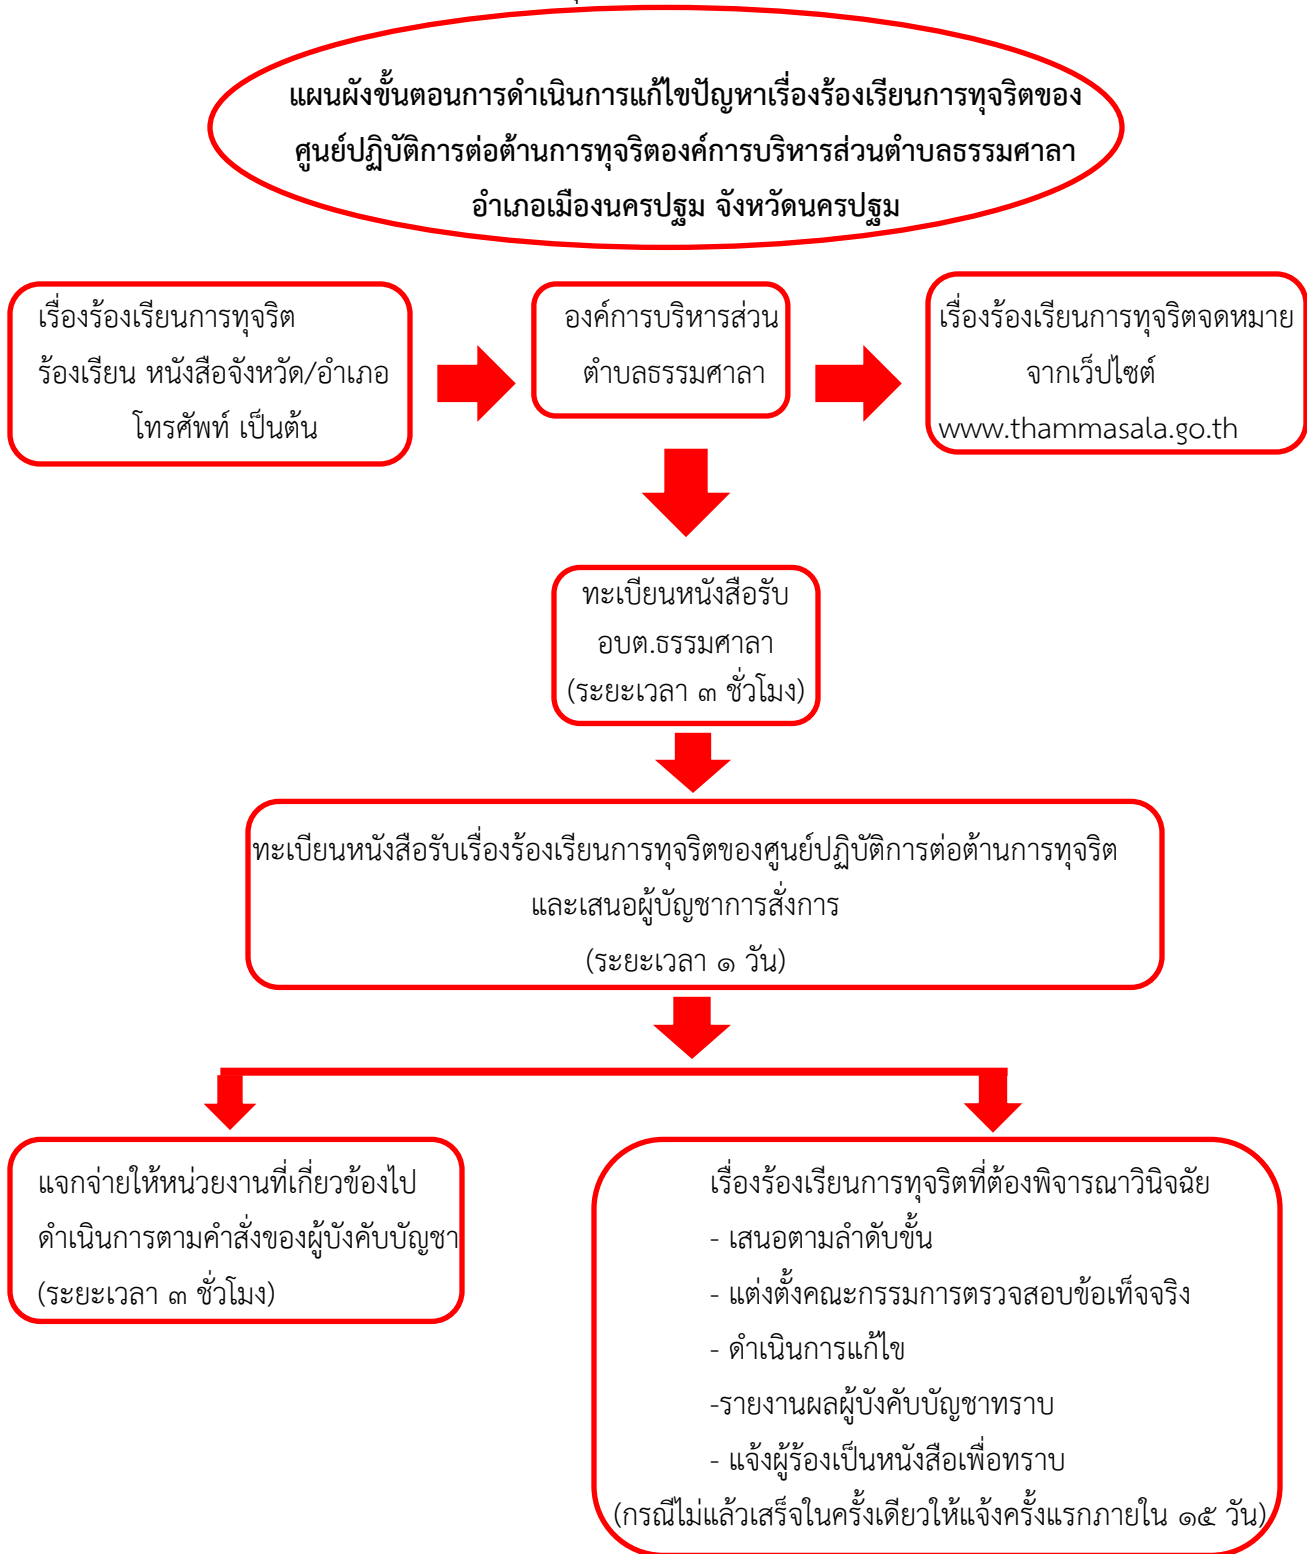 แผนผังขั้นตอนการดำเนินการแก้ไขปัญหาเรื่องร้องเรียนการทุจริตของ
ศูนย์ปฏิบัติการต่อต้านการทุจริตองค์การบริหารส่วนตำบลธรรมศาลา
อำเภอเมืองนครปฐม จังหวัดนครปฐม
เรื่องร้องเรียนการทุจริต
ร้องเรียน หนังสือจังหวัด/อำเภอ
โทรศัพท์ เป็นต้น
องค์การบริหารส่วน
ตำบลธรรมศาลา
เรื่องร้องเรียนการทุจริตจดหมาย
จากเว็ปไซต์
www.thammasala.go.th
ทะเบียนหนังสือรับ
อบต.ธรรมศาลา
(ระยะเวลา ๓ ชั่วโมง)
ทะเบียนหนังสือรับเรื่องร้องเรียนการทุจริตของศูนย์ปฏิบัติการต่อต้านการทุจริต
และเสนอผู้บัญชาการสั่งการ
(ระยะเวลา ๑ วัน)
แจกจ่ายให้หน่วยงานที่เกี่ยวข้องไป
ดำเนินการตามคำสั่งของผู้บังคับบัญชา
(ระยะเวลา ๓ ชั่วโมง)
เรื่องร้องเรียนการทุจริตที่ต้องพิจารณาวินิจฉัย
- เสนอตามลำดับขั้น
- แต่งตั้งคณะกรรมการตรวจสอบข้อเท็จจริง
- ดำเนินการแก้ไข
-รายงานผลผู้บังคับบัญชาทราบ
- แจ้งผู้ร้องเป็นหนังสือเพื่อทราบ
(กรณีไม่แล้วเสร็จในครั้งเดียวให้แจ้งครั้งแรกภายใน ๑๕ วัน)